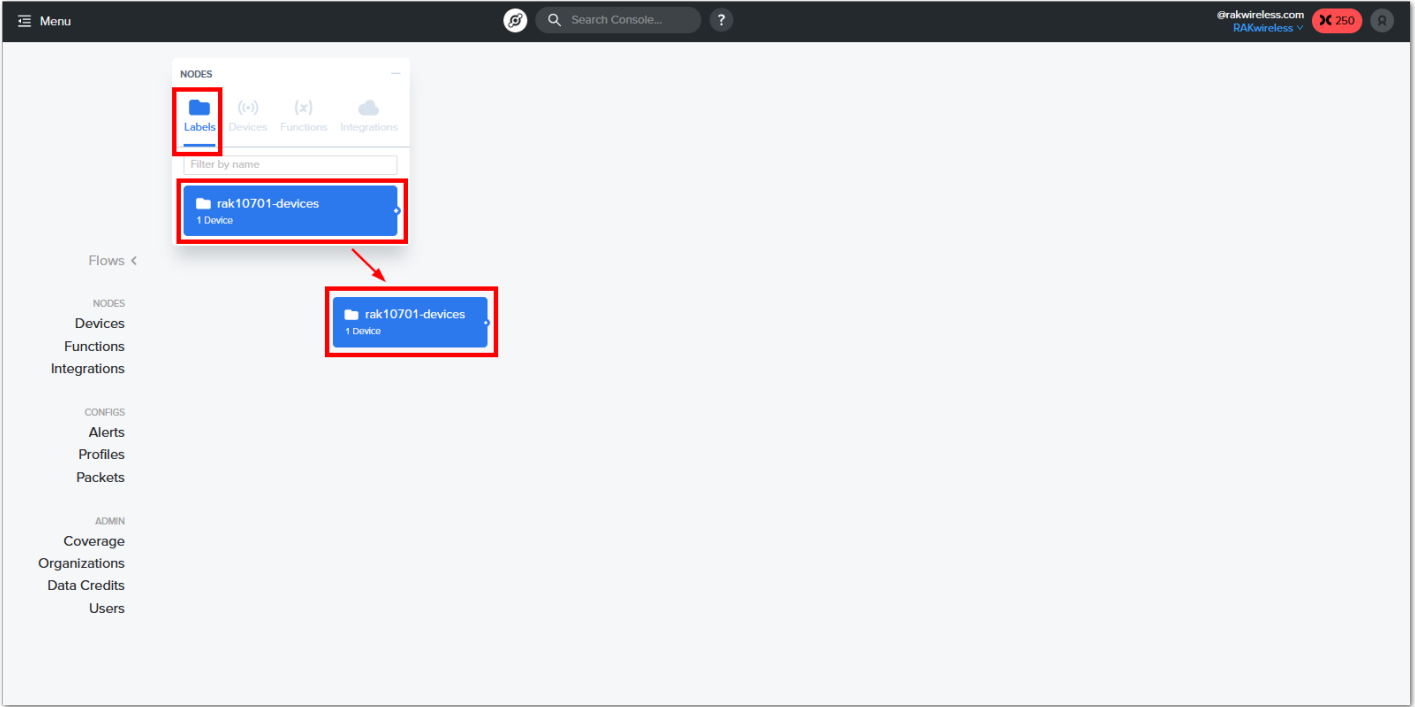 Menu
Search Console...
?
@rakwireless.com
RAKwireless
250
NODES
Labels
Devices
Functions
Integrations
Filter by name
rak10701-devices
1 Device
rak10701-devices
1 Device
Flows
NODES
Devices
Functions
Integrations
CONFIGS
Alerts
Profiles
Packets
ADMIN
Coverage
Organizations
Data Credits
Users